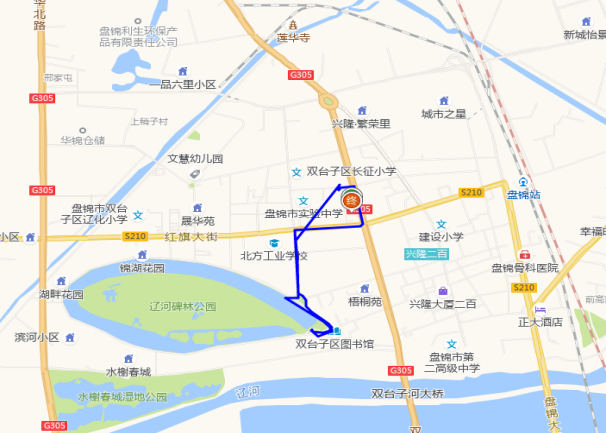 华北路
盘锦利生环保产
品有限责任公司
莲华寺
新城怡景
邢家屯
G305
一品六里小区
G305
城市之星
上稍子村
兴隆·繁荣里
华锦仓储
文慧幼儿园
双台子区长征小学
盘锦站
S210
G305
终
G305
盘锦市双台
子区辽化小学
晟华苑
盘锦市实验中学
小区
S210
红旗大街
S210
建设小学
幸福
北方工业学校
兴隆二百
盘锦骨科医院
锦湖花园
湖畔花园
辽河碑林公园
梧桐苑
兴隆大厦二百
S210
正大酒店
滨河小区
双台子区图书馆
盘锦市第
二高级中学
水榭春城
G305
辽河
双台子河大桥
水榭春城湿地公园
盘锦大
G305